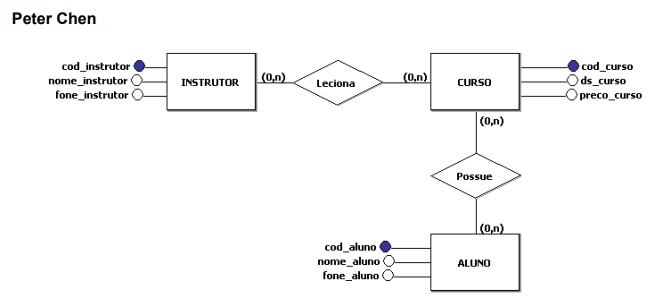 Peter Chen
cod_instrutor
nome_instrutor
fone_instrutor
INSTRUTOR
(0,n)
Leciona
(0,n)
CURSO
cod_curso
ds_curso
preco_curso
(0,n)
Possue
(0,n)
cod_aluno
nome_aluno
fone_aluno
ALUNO